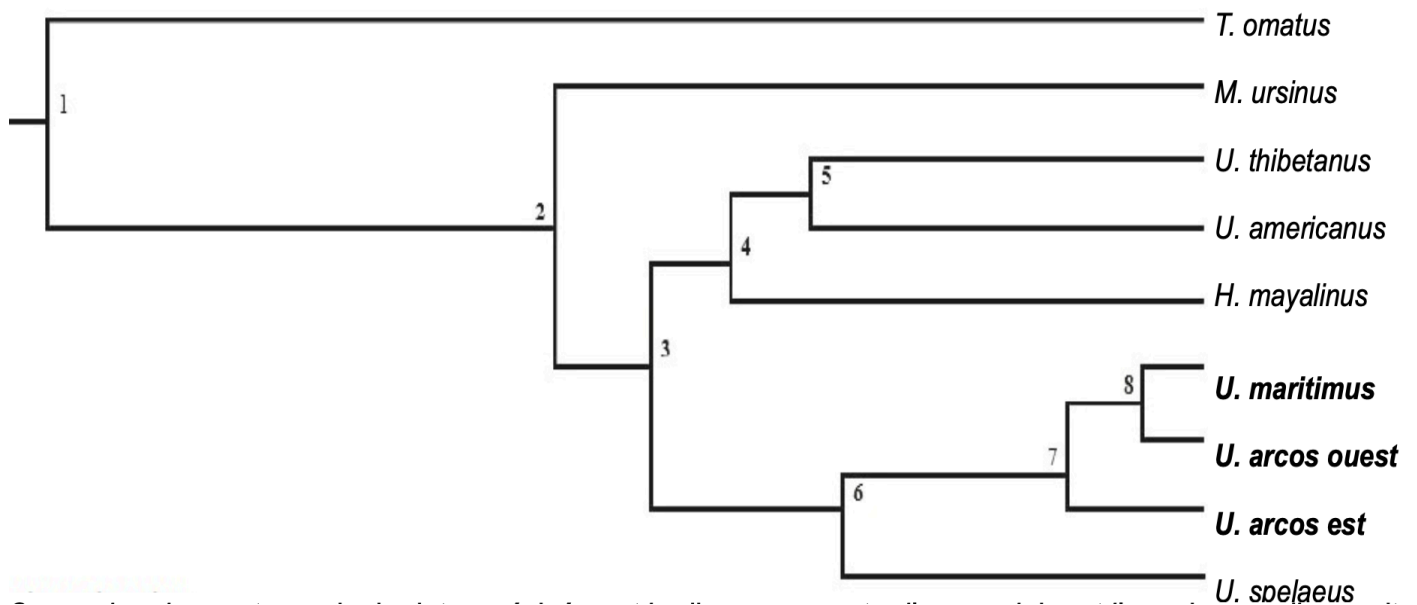 T. omatus
1
M. ursinus
U. thibetanus
5
2
U. americanus
4
H. mayalinus
3
8
U. maritimus
7
U. arcos ouest
6
U. arcos est
U. spelaeus